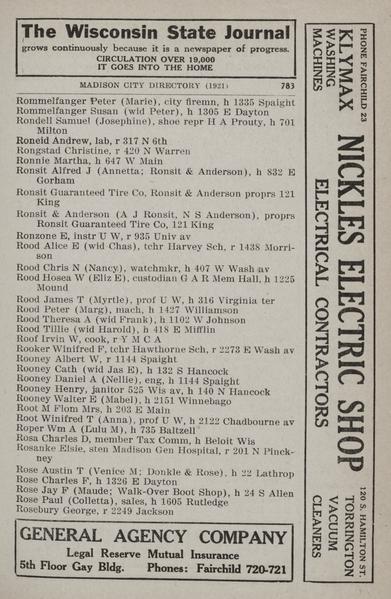 The Wisconsin State Journal
grows continuously because it is a newspaper of progress.
CIRCULATION OVER 19,000
IT GOES INTO THE HOME
MADISON CITY DIRECTORY (1921) 783
Rommelfanger Peter (Marie), city firemn, h 1335 Spaight
Rommelfanger Susan (wid Peter), h 1305 E Dayton
Rondell Samuel (Josephine), shoe repr H A Prouty, h 701
Milton
Roneid Andrew, lab, r 317 N 6th
Rongstad Christine, r 420 N Warren
Ronnie Martha, h 647 W Main
Ronsit Alfred J (Annetta; Ronsit & Anderson), h 832 E
Gorham
Ronsit Guaranteed Tire Co, Ronsit & Anderson proprs 121
King
Ronsit & Anderson (A J Ronsit, N S Anderson), proprs
Ronsit Guaranteed Tire Co, 121 King
Ronzone E, instr U W, r 935 Univ av
Rood Alice E (wid Chas), tchr Harvey Sch, r 1438 Morri-
son
Rood Chris N (Nancy), watchmkr, h 407 W Wash av
Rood Hosea W (Eliz E), custodian G A R Mem Hall, h 1225
Mound
Rood James T (Myrtle), prof U W, h 316 Virginia ter
Rood Peter (Marg), mach, h 1427 Williamson
Rood Theresa A (wid Frank), h 1102 W Johnson
Rood Tillie (wid Harold), h 418 E Mifflin
Roof Irvin W, cook, r Y M C A
Rooker Winifred F, tchr Hawthorne Sch, r 2273 E Wash av
Rooney Albert W, r 1144 Spaight
Rooney Cath (wid Jas E), h 132 S Hancock
Rooney Daniel A (Nellie), eng, h 1144 Spaight
Rooney Henry, janitor 525 Wis av, h 140 N Hancock
Rooney Walter E (Mabel), h 2151 Winnebago
Root M Flom Mrs, h 203 E Main
Root Winifred T (Anna), prof U W, h 2122 Chadbourne av
Roper Wm A (Lulu M), h 735 Baltzell
Rosa Charles D, member Tax Comm, h Beloit Wis
Rosanke Elsie, sten Madison Gen Hospital, r 201 N Pinck-
ney
Rose Austin T (Venice M; Donkle & Rose), h 22 Lathrop
Rose Charles F, h 1326 E Dayton
Rose Jay F (Maude; Walk-Over Boot Shop), h 24 S Allen
Rose Paul (Colletta), sales, h 1605 Rutledge
Rosebury George, r 2249 Jackson
GENERAL AGENCY COMPANY
Legal Reserve Mutual Insurance
5th Floor Gay Bldg. Phones: Fairchild 720-721
PHONE FAIRCHILD 23
KLYMAX
WASHING
MACHINES
NICKLES ELECTRIC SHOP
ELECTRICAL CONTRACTORS
120 S. HAMILTON ST.
TORRINGTON
VACUUM
CLEANERS